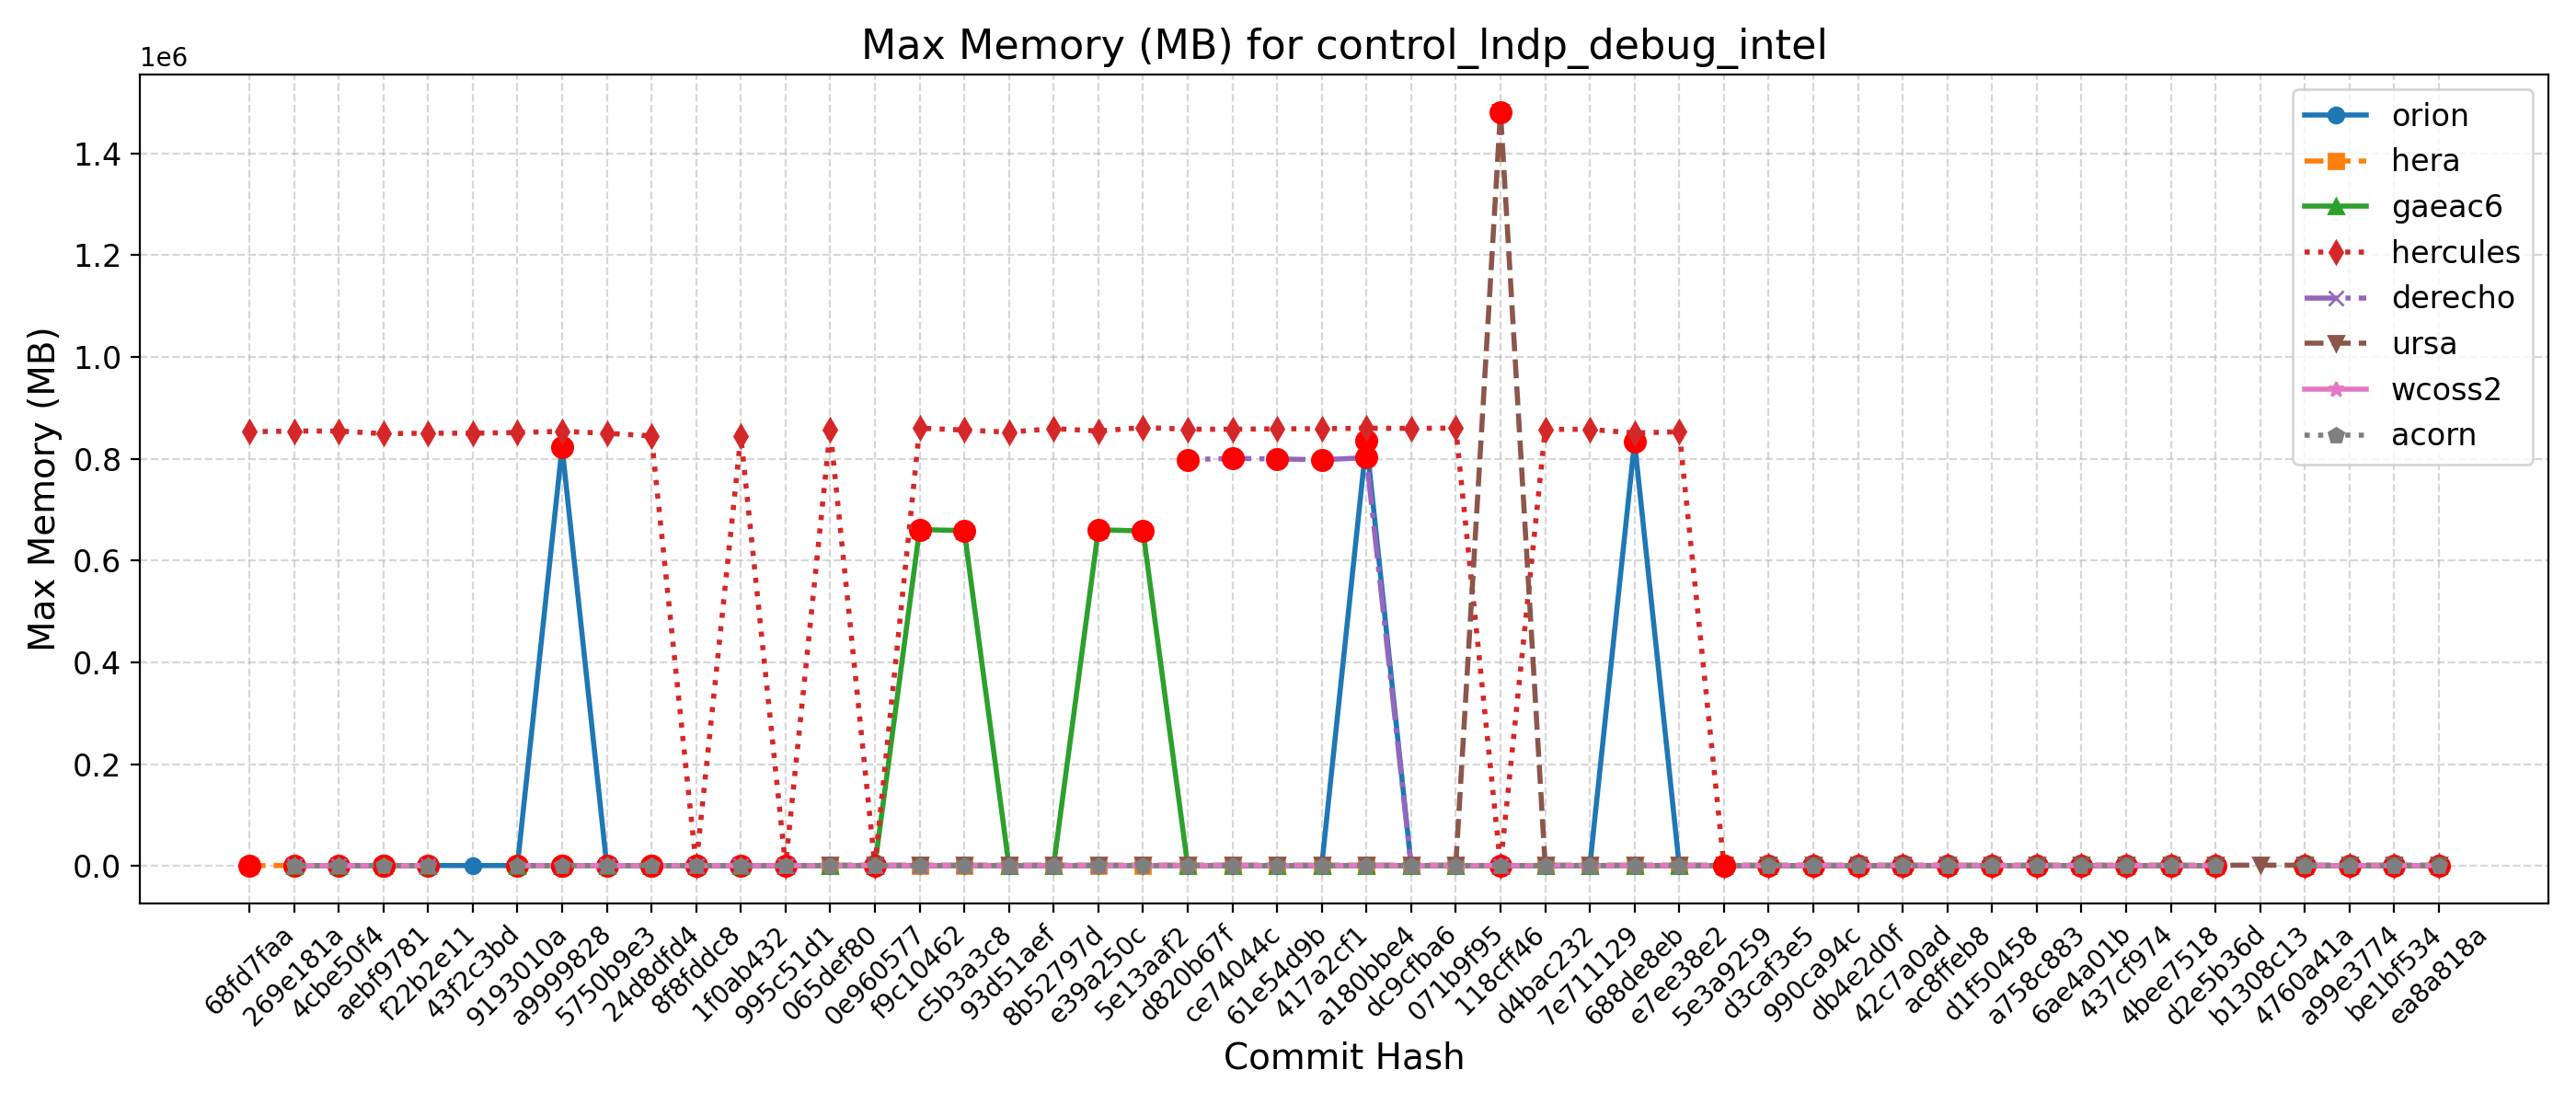 Max Memory (MB) for control_lndp_debug_intel
1e6
1.4
1.2
1.0
0.8
0.6
0.4
0.2
0.0
Max Memory (MB)
orion
hera
gaeac6
hercules
derecho
ursa
wcoss2
acorn
68fd7faa
269e181a
4cbe50f4
aebf9781
f22b2e11
43f2c3bd
9193010a
a9999828
5750b9e3
24d8dfd4
8f8fddc8
1f0ab432
995c51d1
065def80
0e960577
f9c10462
c5b3a3c8
93d51aef
8b52797d
e39a250c
5e13aaf2
d820b67f
ce74044c
61e54d9b
417a2cf1
a180bbe4
dc9cfba6
071b9f95
118cff46
d4bac232
7e711129
688de8eb
e7ee38e2
5e3a9259
d3caf3e5
990ca94c
db4e2d0f
42c7a0ad
ac8ffeb8
d1f50458
a758c883
6ae4a01b
437cf974
4bee7518
d2e5b36d
b1308c13
4760a41a
a99e3774
be1bf534
ea8a818a
Commit Hash